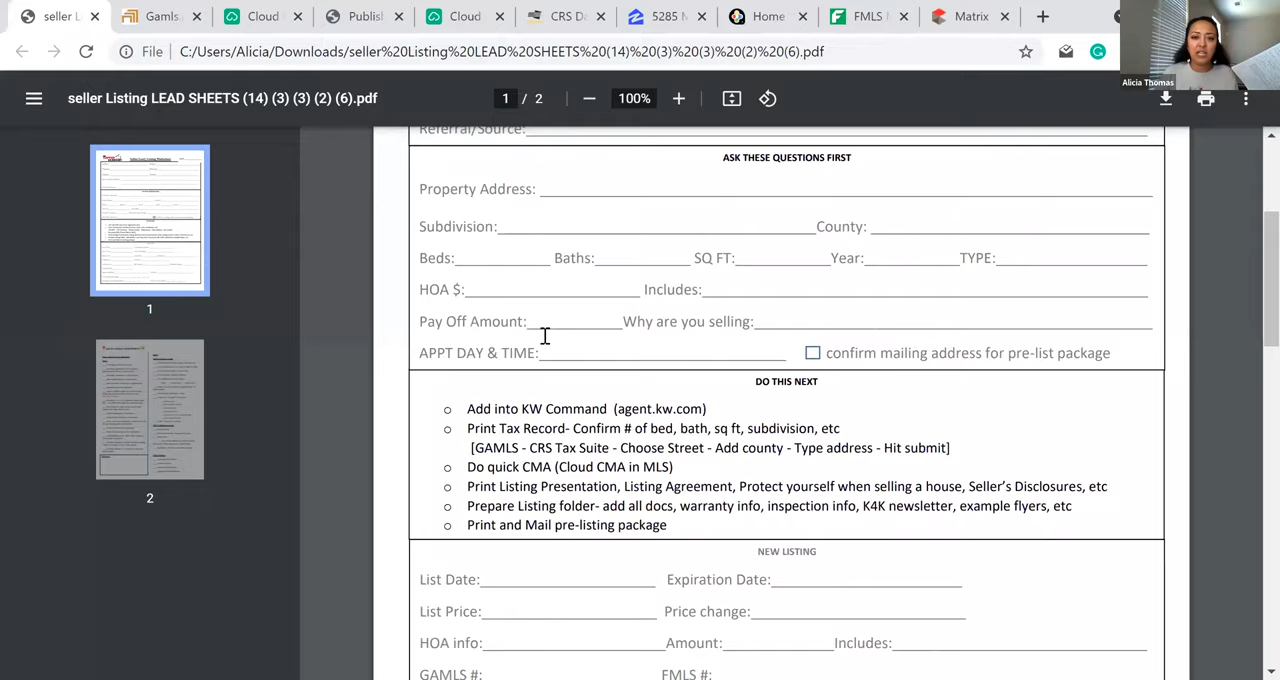 seller L
Gamls.
Cloud
Publis
Cloud
CRS Da
5285 M
Home
FMLS
Matrix
File C:/Users/Alicia/Downloads/seller%20Listing%20LEAD%20SHEETS%20(14)%20(3)%20(3)%20(2)%20(6).pdf
Alicia Thomas
seller Listing LEAD SHEETS (14) (3) (3) (2) (6).pdf
1 / 2
100%
Referral/Source:
ASK THESE QUESTIONS FIRST
Property Address:
Subdivision: County:
Beds: Baths: SQ FT: Year: TYPE:
HOA $: Includes:
Pay Off Amount: Why are you selling:
APPT DAY & TIME: confirm mailing address for pre-list package
DO THIS NEXT
Add into KW Command (agent.kw.com)
Print Tax Record-Confirm # of bed, bath, sq ft, subdivision, etc
[GAMLS - CRS Tax suite - Choose Street - Add county - Type address - Hit submit]
Do quick CMA (Cloud CMA in MLS)
Print Listing Presentation, Listing Agreement, Protect yourself when selling a house, Seller's Disclosures, etc
Prepare Listing folder- add all docs, warranty info, inspection info, K4K newsletter, example flyers, etc
Print and Mail pre-listing package
NEW LISTING
List Date: Expiration Date:
List Price: Price change:
HOA info: Amount: Includes:
GAMLS #: FMLS #:
1
2